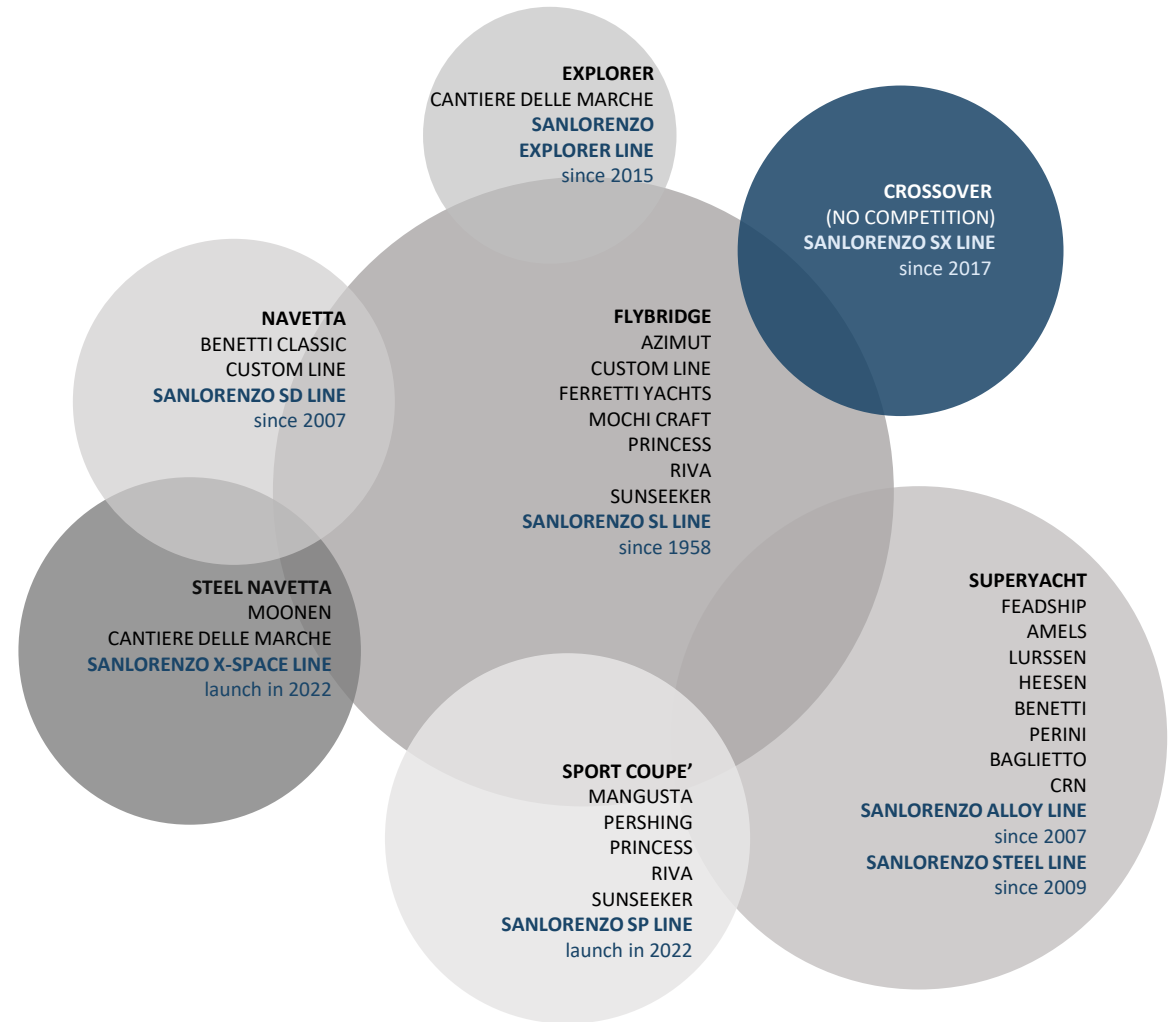 EXPLORER
CANTIERE DELLE MARCHE
SANLORENZO
EXPLORER LINE
since 2015
CROSSOVER
(NO COMPETITION)
SANLORENZO SX LINE
since 2017
NAVETTA
BENETTI CLASSIC
CUSTOM LINE
SANLORENZO SD LINE
since 2007
FLYBRIDGE
AZIMUT
CUSTOM LINE
FERRETTI YACHTS
MOCHI CRAFT
PRINCESS
RIVA
SUNSEEKER
SANLORENZO SL LINE
since 1958
STEEL NAVETTA
MOONEN
CANTIERE DELLE MARCHE
SANLORENZO X-SPACE LINE
launch in 2022
SUPERYACHT
FEADSHIP
AMELS
LURSSEN
HEESEN
BENETTI
PERINI
BAGLIETTO
CRN
SANLORENZO ALLOY LINE
since 2007
SANLORENZO STEEL LINE
since 2009
SPORT COUPE’
MANGUSTA
PERSHING
PRINCESS
RIVA
SUNSEEKER
SANLORENZO SP LINE
launch in 2022